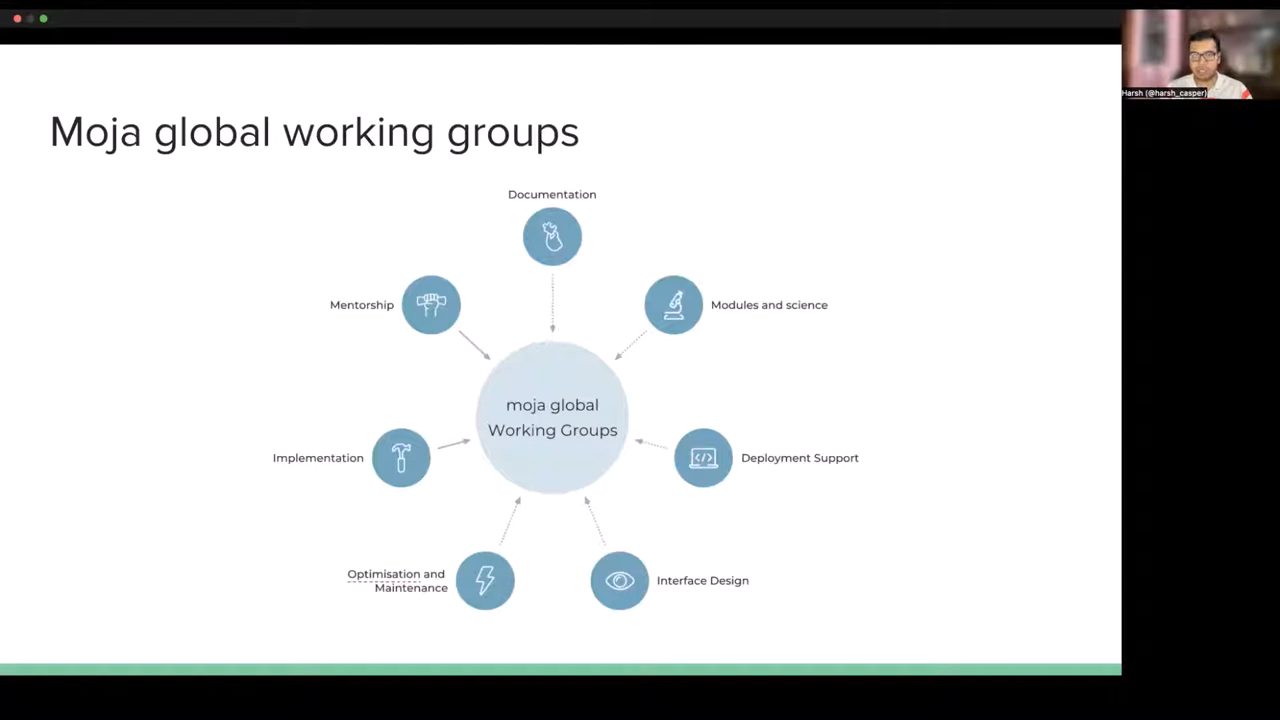 Harsh (@harsh_casper)
Moja global working groups
Documentation
Mentorship
Modules and science
moja global
Working Groups
Implementation
Deployment Support
Optimisation and
Maintenance
Interface Design